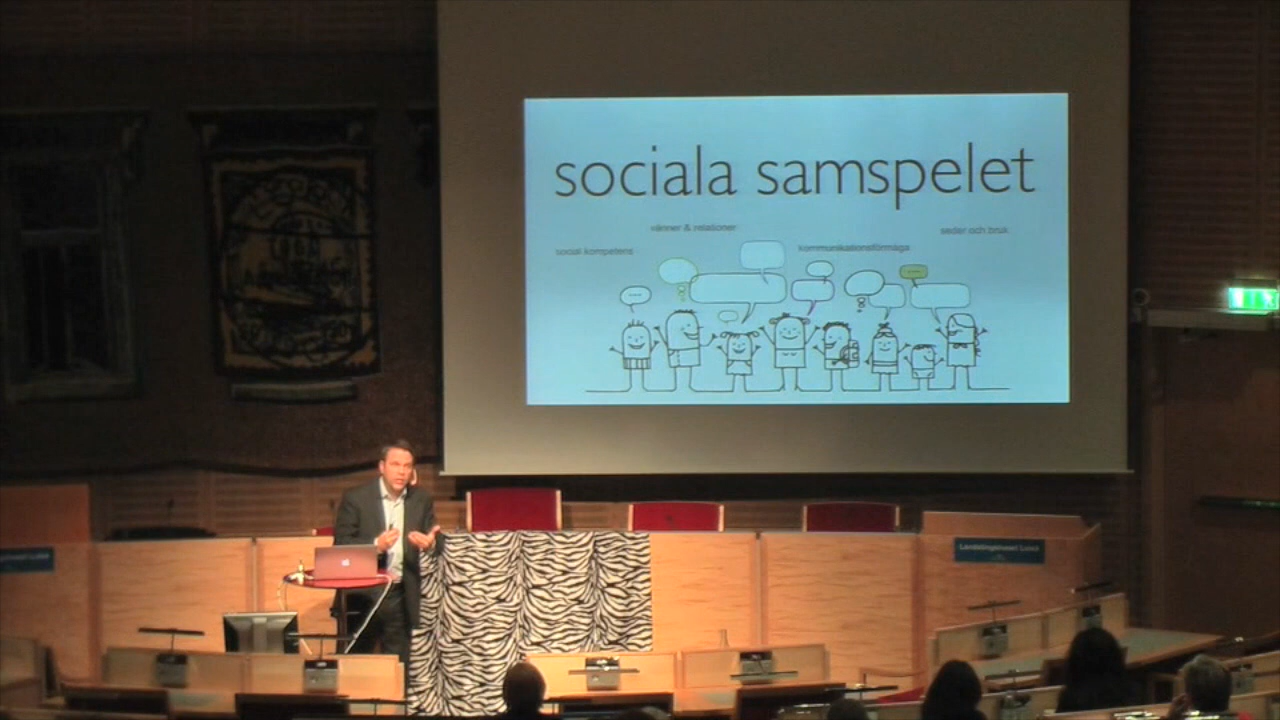 sociala samspelet
vänner & relationer
seder och bruk
kommunikationsförmåga
social kompetens